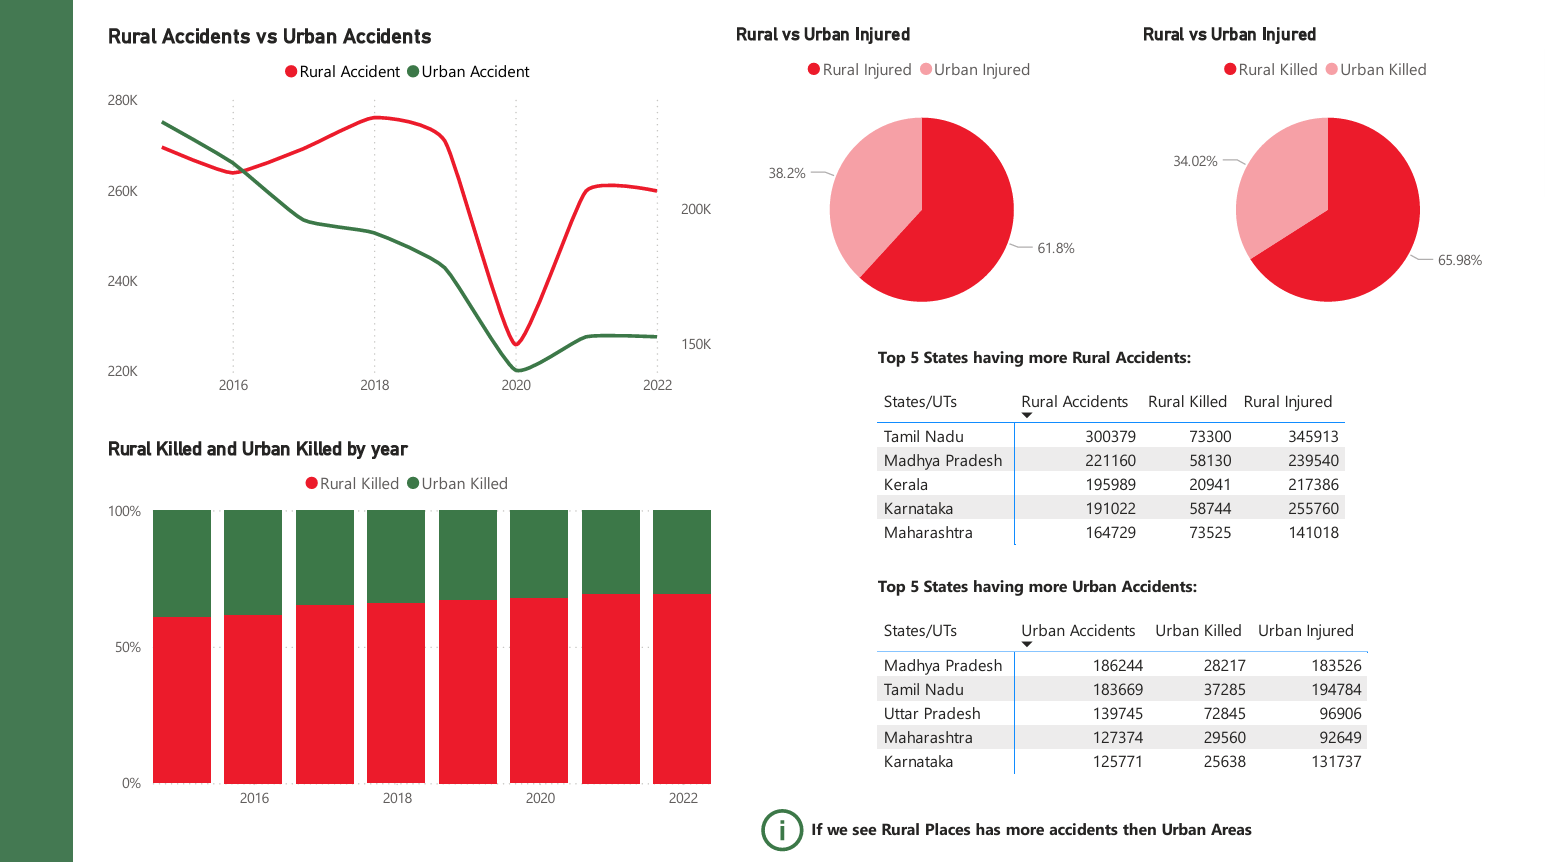 Rural Accidents vs Urban Accidents
Rural Accident Urban Accident
280K
260K
240K
220K
200K
150K
2016 2018 2020 2022
Rural vs Urban Injured
Rural Injured Urban Injured
38.2%
61.8%
Rural vs Urban Injured
Rural Killed Urban Killed
34.02%
65.98%
Rural Killed and Urban Killed by year
Rural Killed Urban Killed
100%
50%
0%
2016 2018 2020 2022
Top 5 States having more Rural Accidents:
States/UTs Rural Accidents Rural Killed Rural Injured
Tamil Nadu 300379 73300 345913
Madhya Pradesh 221160 58130 239540
Kerala 195989 20941 217386
Karnataka 191022 58744 255760
Maharashtra 164729 73525 141018
Top 5 States having more Urban Accidents:
States/UTs Urban Accidents Urban Killed Urban Injured
Madhya Pradesh 186244 28217 183526
Tamil Nadu 183669 37285 194784
Uttar Pradesh 139745 72845 96906
Maharashtra 127374 29560 92649
Karnataka 125771 25638 131737
i If we see Rural Places has more accidents then Urban Areas